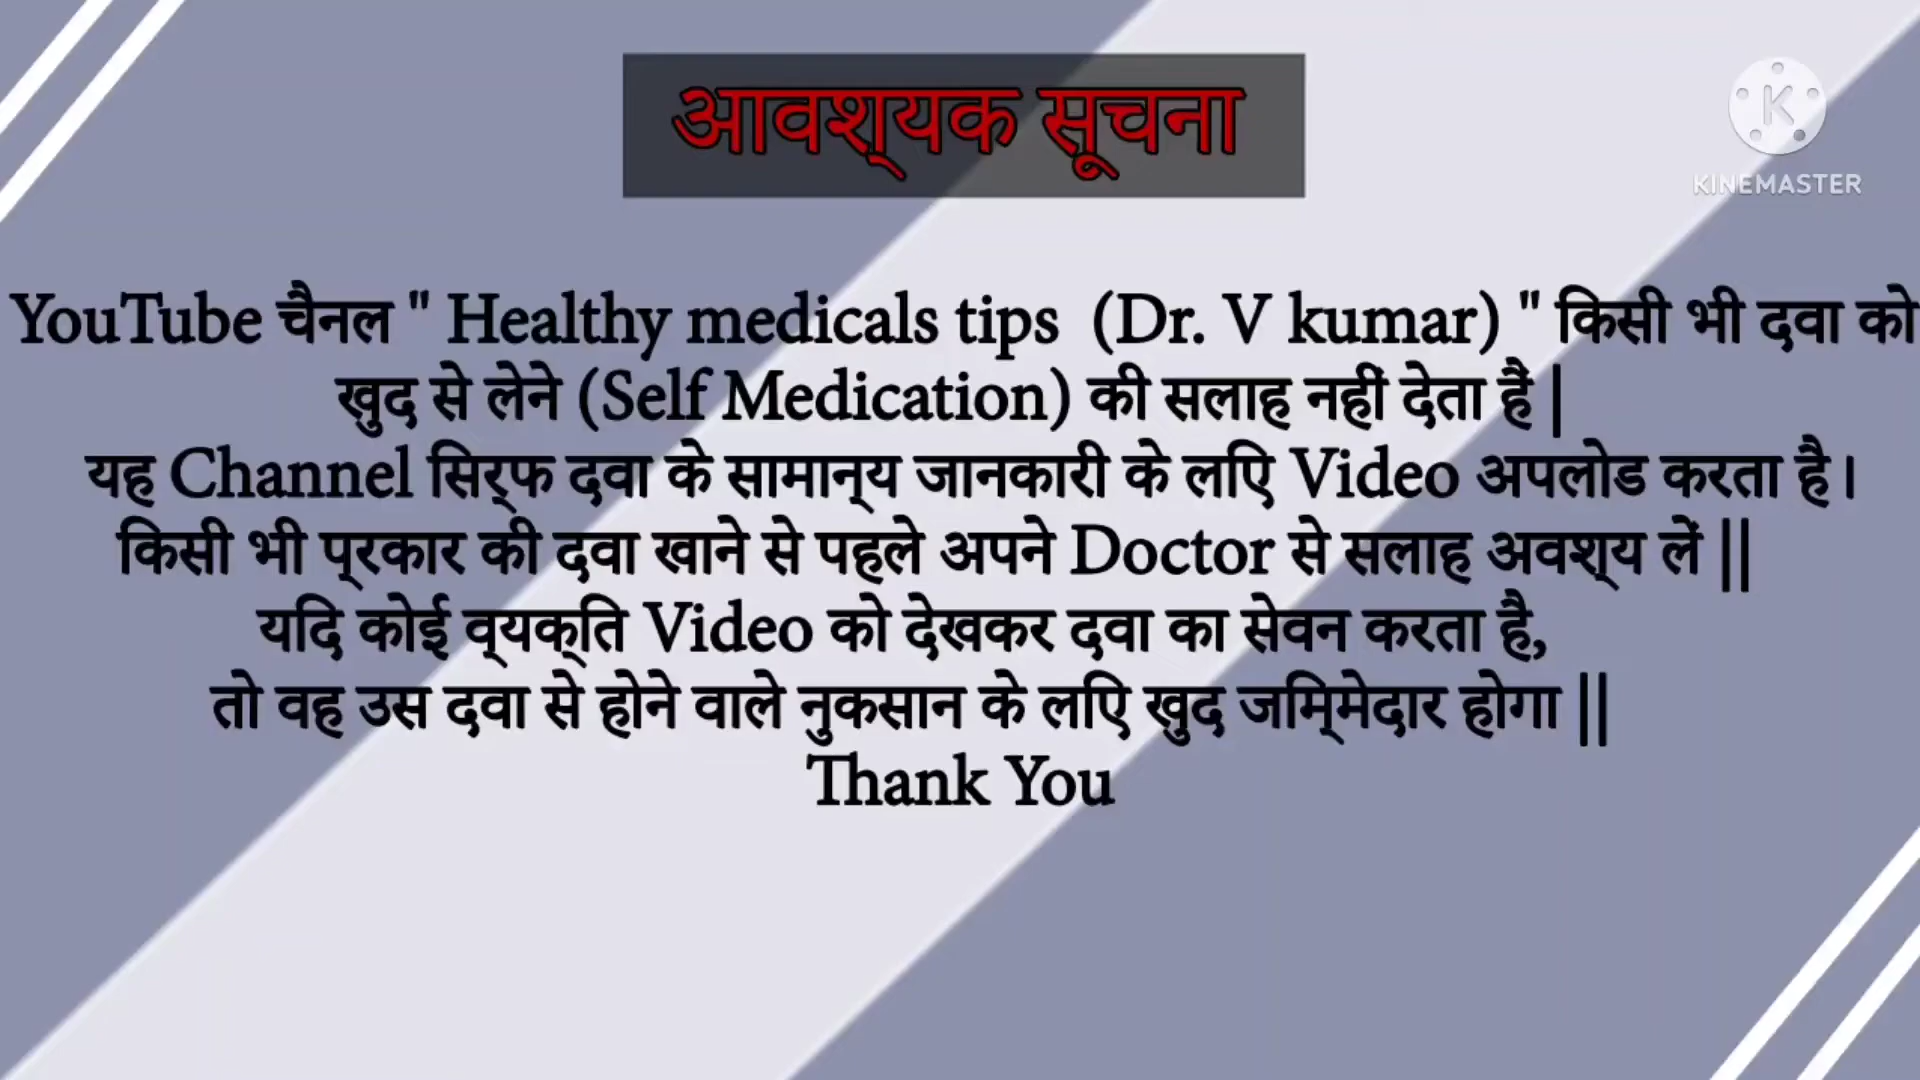 आवश्यक सूचना
KINEMASTER
YouTube चैनल " Healthy medicals tips (Dr. V kumar) " किसी भी दवा को
खुद से लेने (Self Medication) की सलाह नहीं देता हैं |
यह Channel सिर्फ दवा के सामान्य जानकारी के लिए Video अपलोड करता है।
किसी भी प्रकार की दवा खाने से पहले अपने Doctor से सलाह अवश्य लें ||
यदि कोई व्यक्ति Video को देखकर दवा का सेवन करता है,
तो वह उस दवा से होने वाले नुकसान के लिए खुद जिम्मेदार होगा ||
Thank You